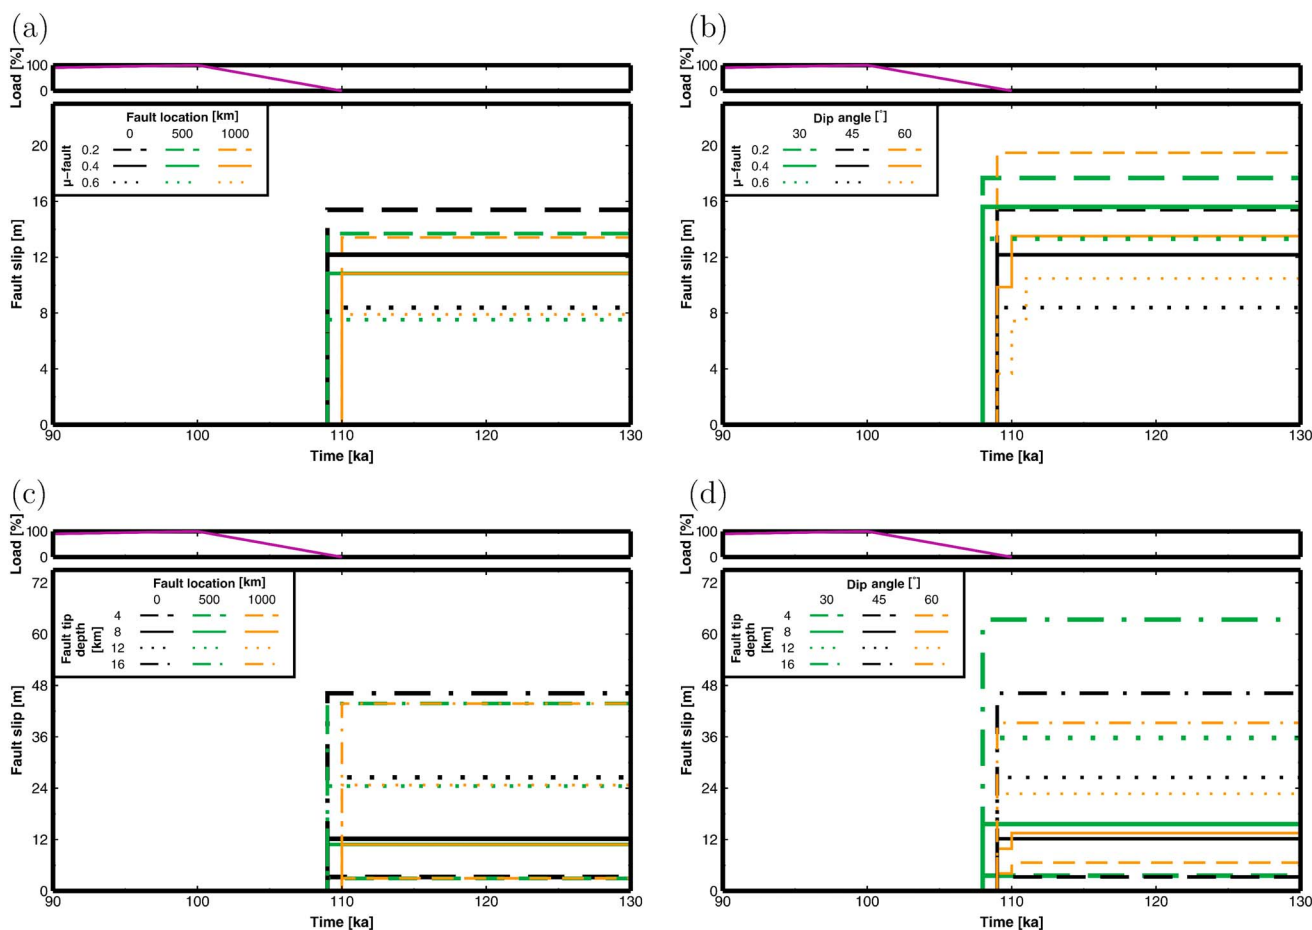 (a)
Load [%]
100
0
Fault location [km]
0 500 1000
μ–fault
0.2
0.4
0.6
Fault slip [m]
20
16
12
8
4
0
90 100 110 120 130
Time [ka]
(b)
Load [%]
100
0
Dip angle [°]
30 45 60
μ–fault
0.2
0.4
0.6
Fault slip [m]
20
16
12
8
4
0
90 100 110 120 130
Time [ka]
(c)
Load [%]
100
0
Fault location [km]
0 500 1000
Fault tip
depth
[km]
4
8
12
16
Fault slip [m]
72
60
48
36
24
12
0
90 100 110 120 130
Time [ka]
(d)
Load [%]
100
0
Dip angle [°]
30 45 60
Fault tip
depth
[km]
4
8
12
16
Fault slip [m]
72
60
48
36
24
12
0
90 100 110 120 130
Time [ka]